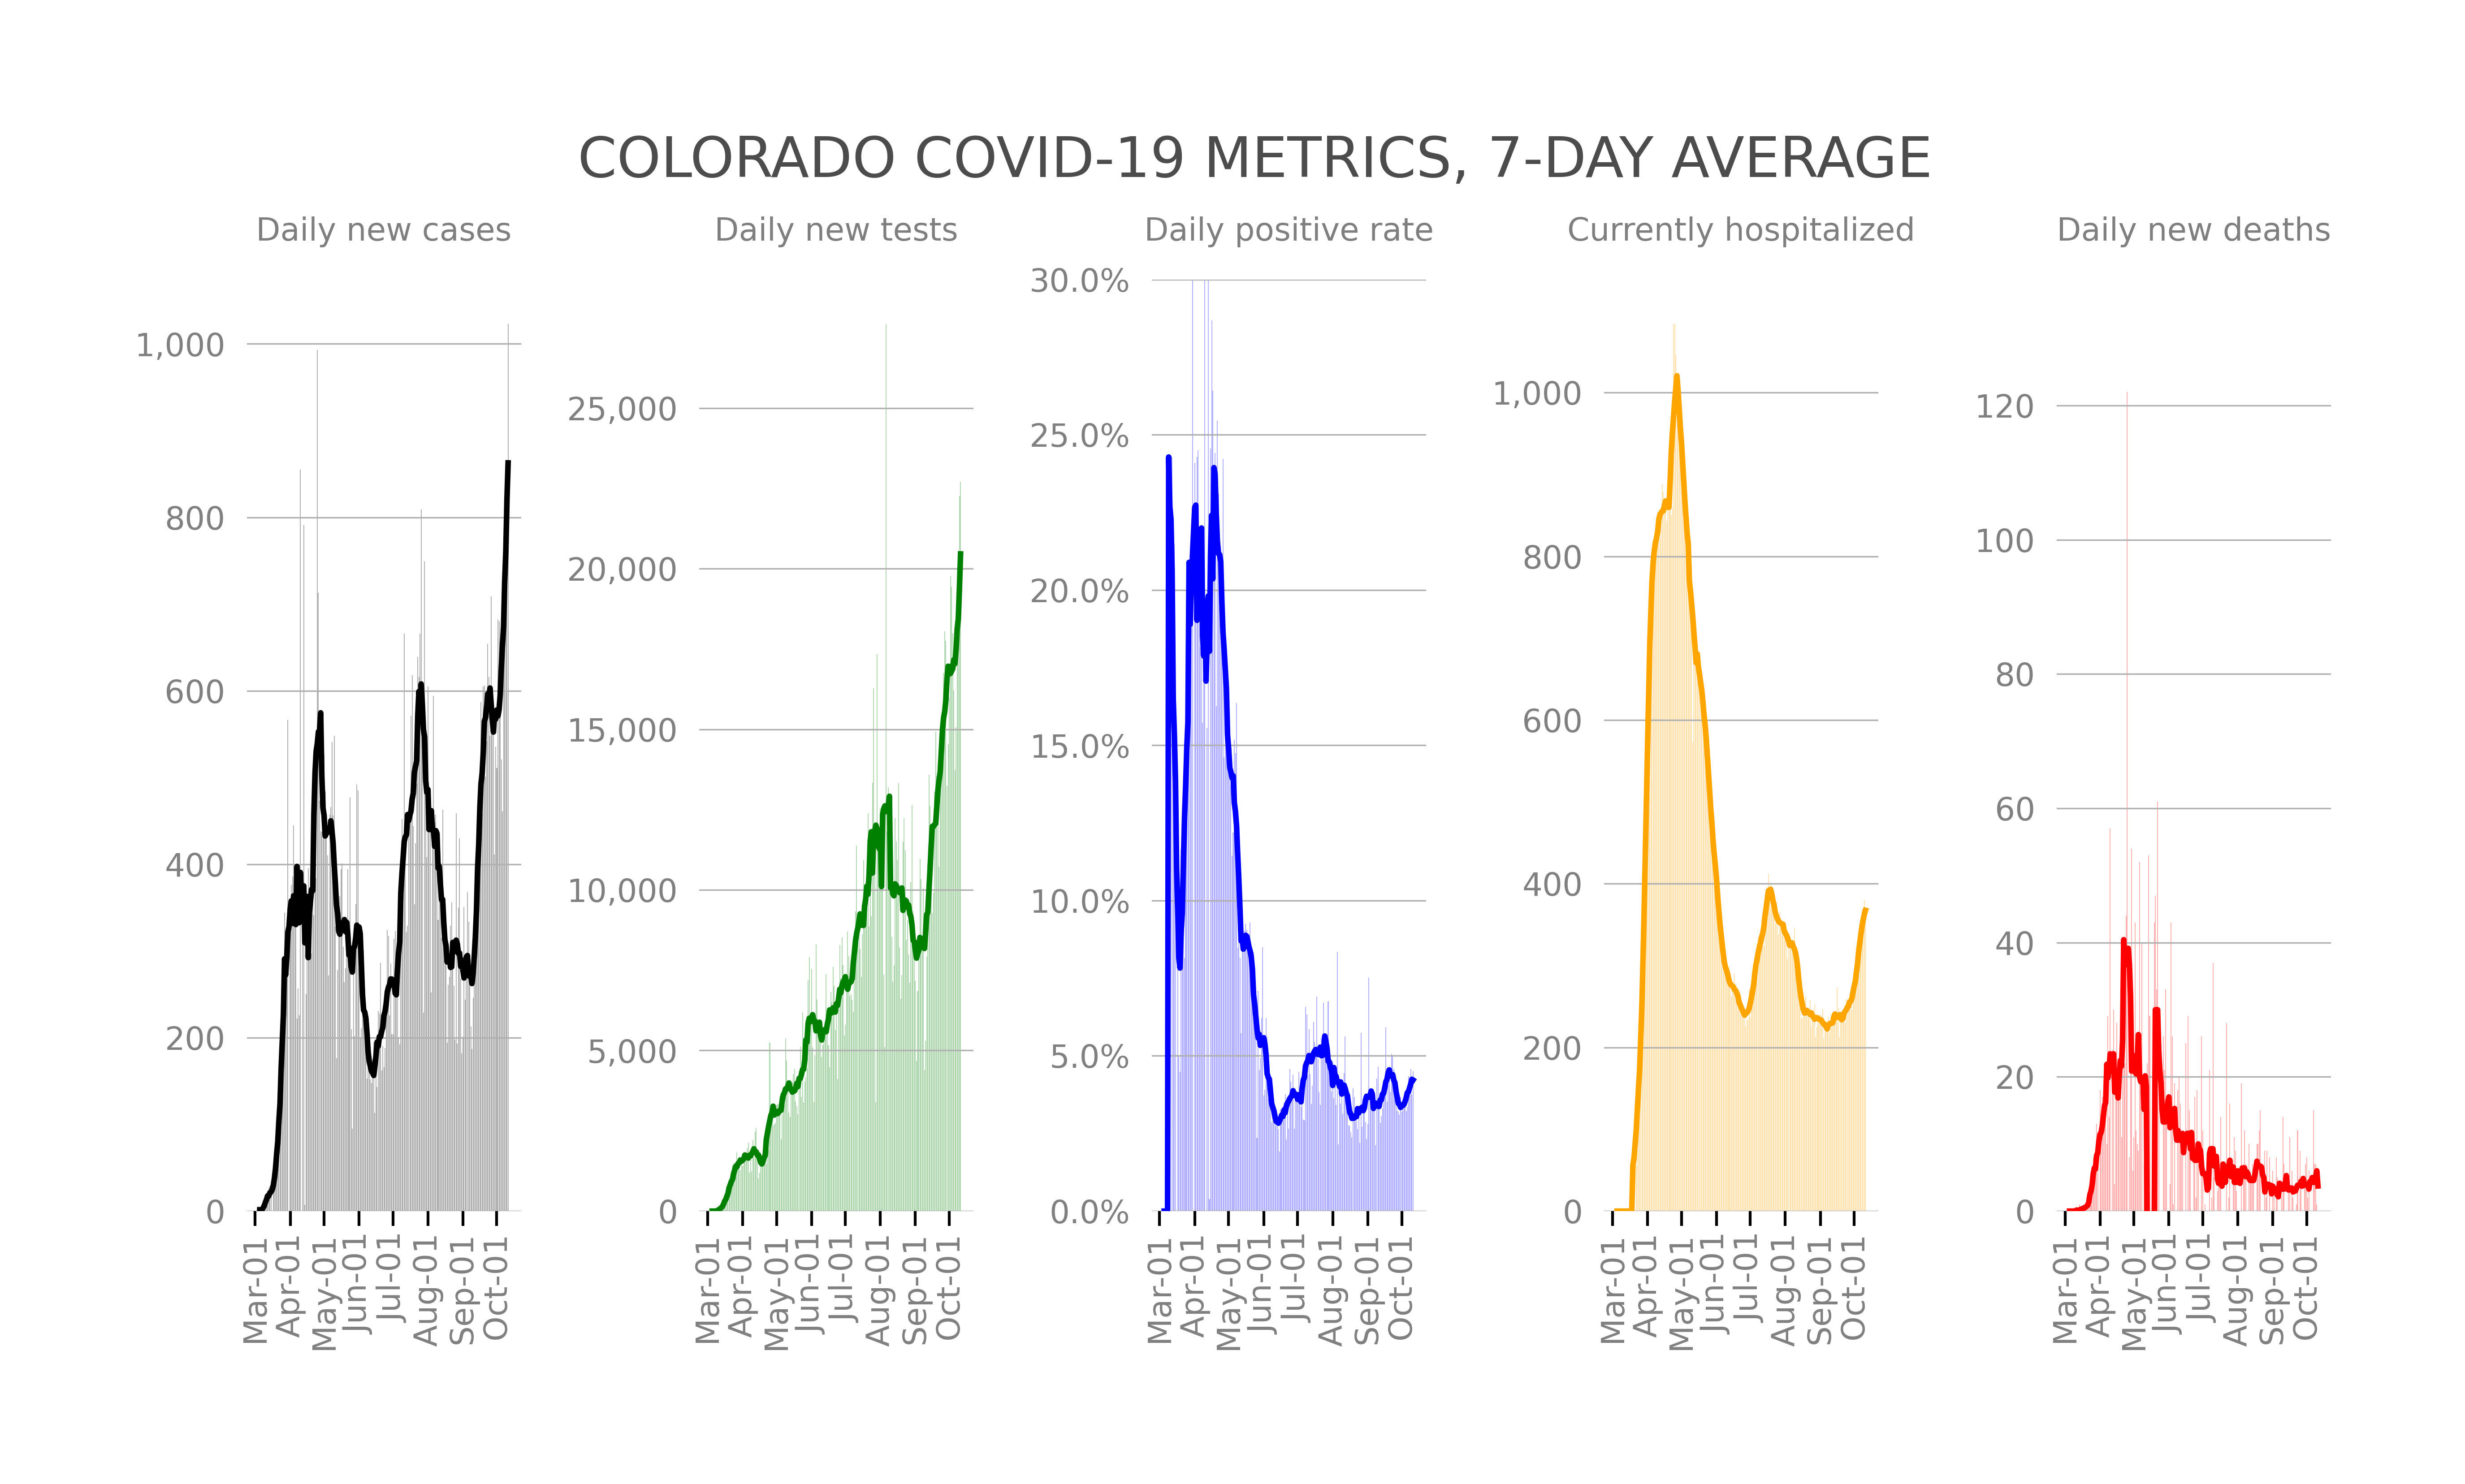 COLORADO COVID-19 METRICS, 7-DAY AVERAGE
Daily new cases
1,000
800
600
400
200
0
Mar-01
Apr-01
May-01
Jun-01
Jul-01
Aug-01
Sep-01
Oct-01
Daily new tests
25,000
20,000
15,000
10,000
5,000
0
Mar-01
Apr-01
May-01
Jun-01
Jul-01
Aug-01
Sep-01
Oct-01
Daily positive rate
30.0%
25.0%
20.0%
15.0%
10.0%
5.0%
0.0%
Mar-01
Apr-01
May-01
Jun-01
Jul-01
Aug-01
Sep-01
Oct-01
Currently hospitalized
1,000
800
600
400
200
0
Mar-01
Apr-01
May-01
Jun-01
Jul-01
Aug-01
Sep-01
Oct-01
Daily new deaths
120
100
80
60
40
20
0
Mar-01
Apr-01
May-01
Jun-01
Jul-01
Aug-01
Sep-01
Oct-01